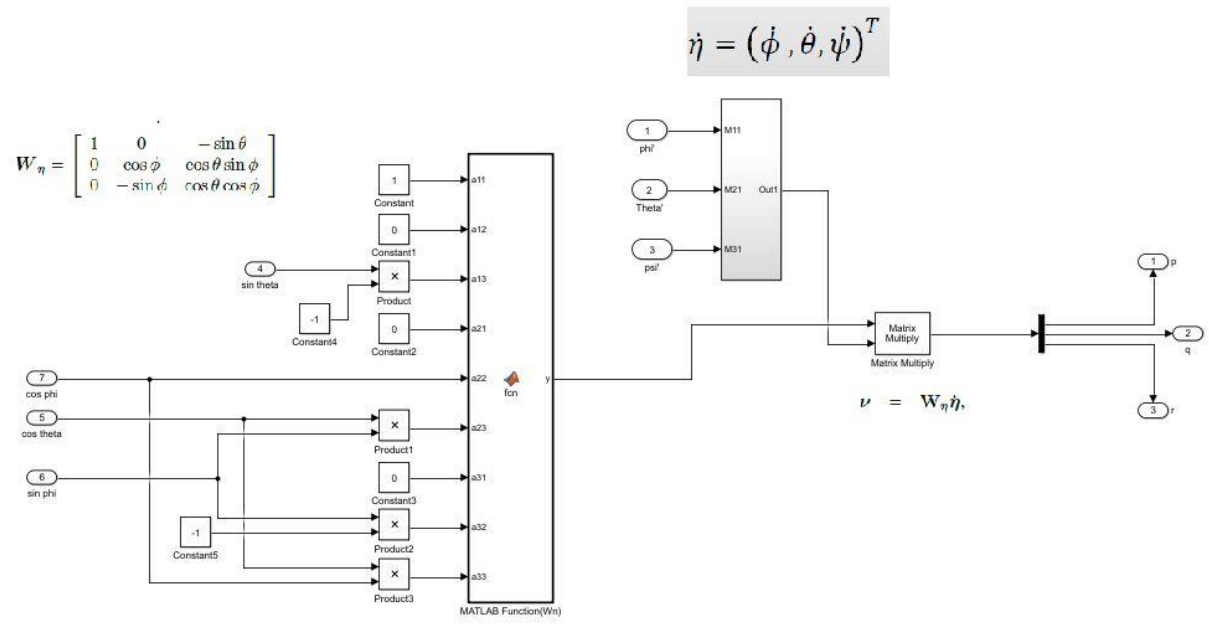 η̇ = (ϕ̇ , θ̇, ψ̇)^T
W_η = [ 1 0 − sin θ
0 cos ϕ cos θ sin ϕ
0 − sin ϕ cos θ cos ϕ ]
1
Constant
a11
0
Constant1
a12
4
sin theta
×
Product
a13
-1
Constant4
0
Constant2
a21
7
cos phi
a22
fcn
y
5
cos theta
×
Product1
a23
6
sin phi
0
Constant3
a31
-1
Constant5
×
Product2
a32
×
Product3
a33
MATLAB Function(Wn)
1
phi'
M11
2
Theta'
M21
Out1
3
psi'
M31
Matrix
Multiply
Matrix Multiply
ν = W_η η̇,
1
p
2
q
3
r